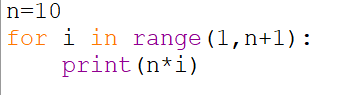 n=10
for i in range(1,n+1):
    print(n*i)